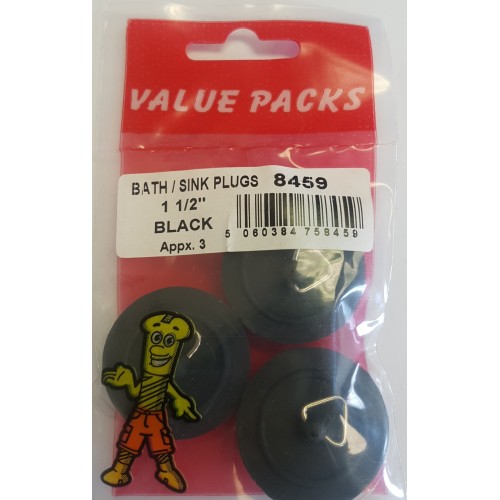 VALUE PACKS
BATH / SINK PLUGS 8459
1 1/2"
BLACK
Appx. 3
5 060384 758459